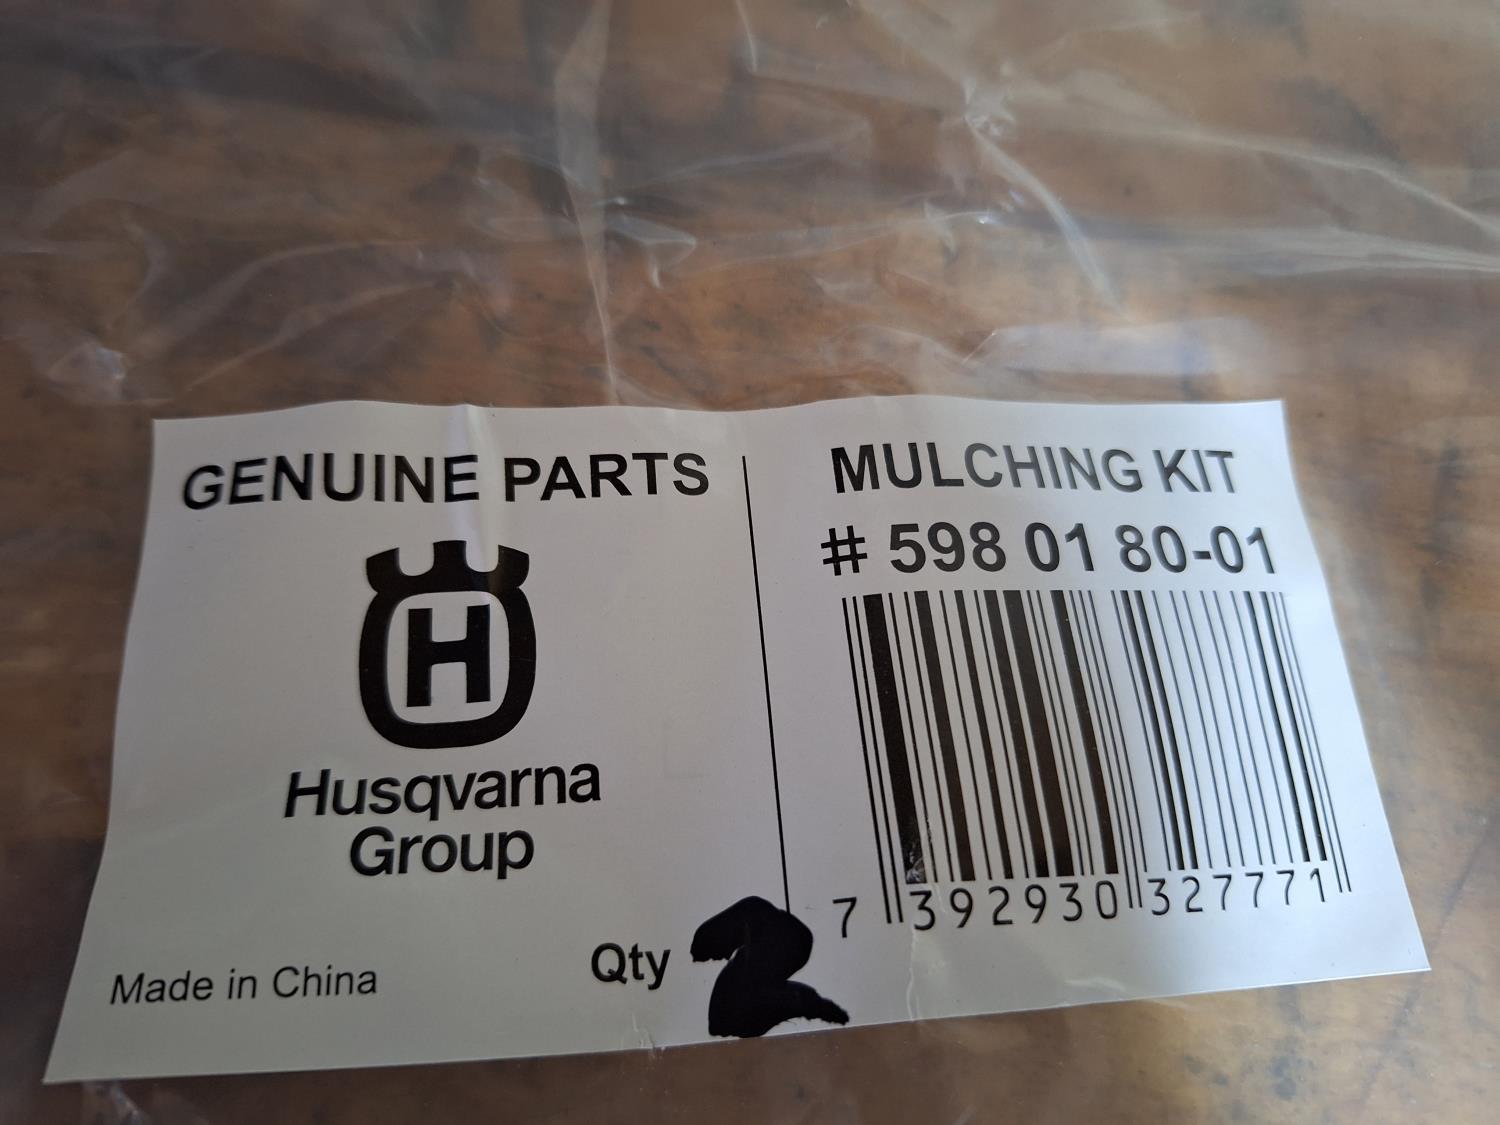 GENUINE PARTS
H
Husqvarna
Group
Made in China
Qty 2
MULCHING KIT
# 598 01 80-01
7 392930 327771